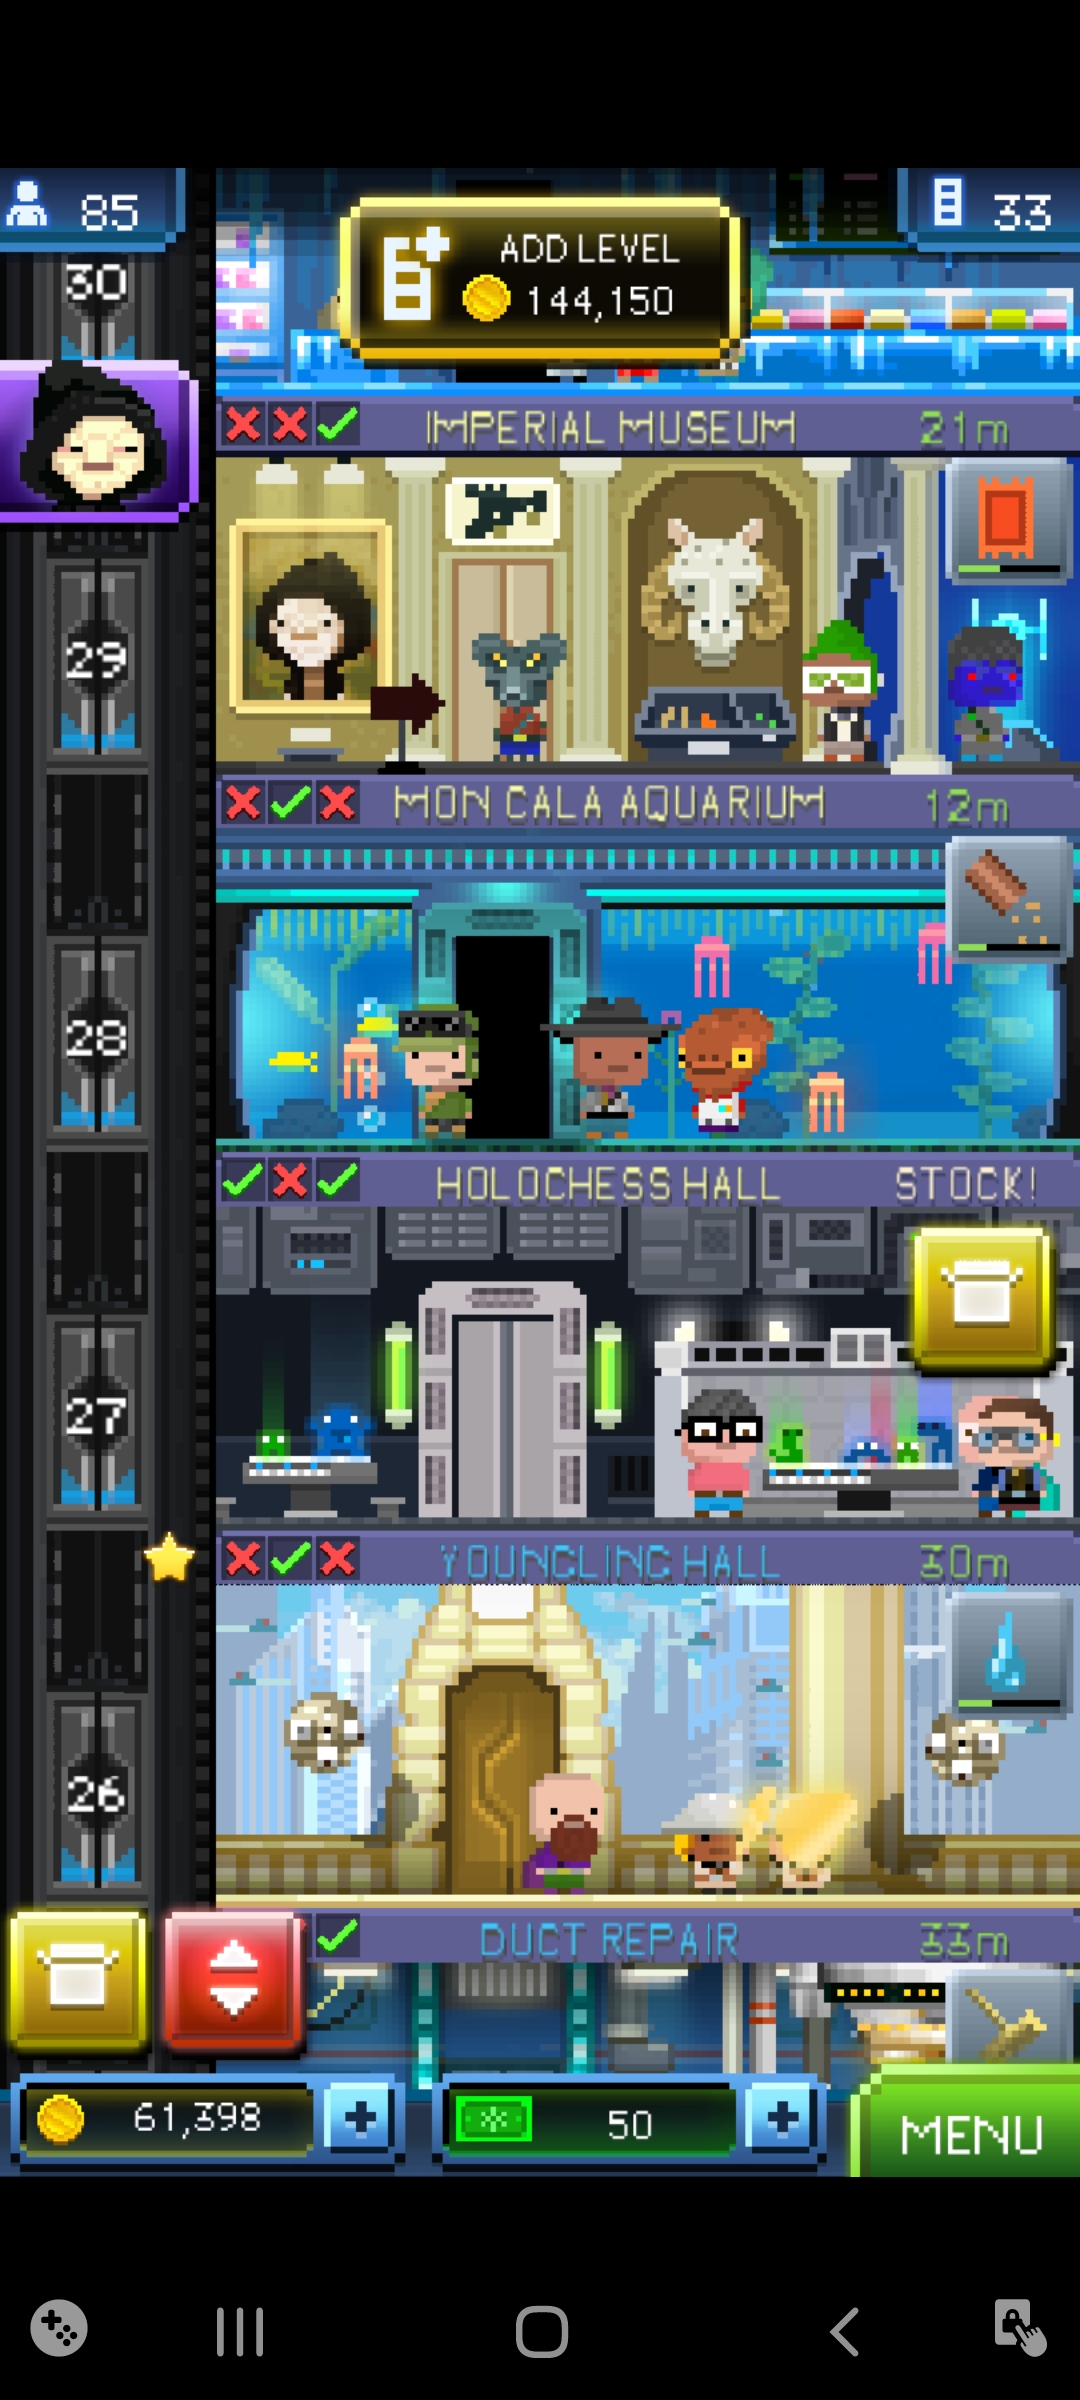 85
33
ADD LEVEL
144,150
30
IMPERIAL MUSEUM 21m
29
MON CALA AQUARIUM 12m
28
HOLOCHESS HALL STOCK!
27
YOUNGLING HALL 30m
26
DUCT REPAIR 33m
61,398
50
MENU